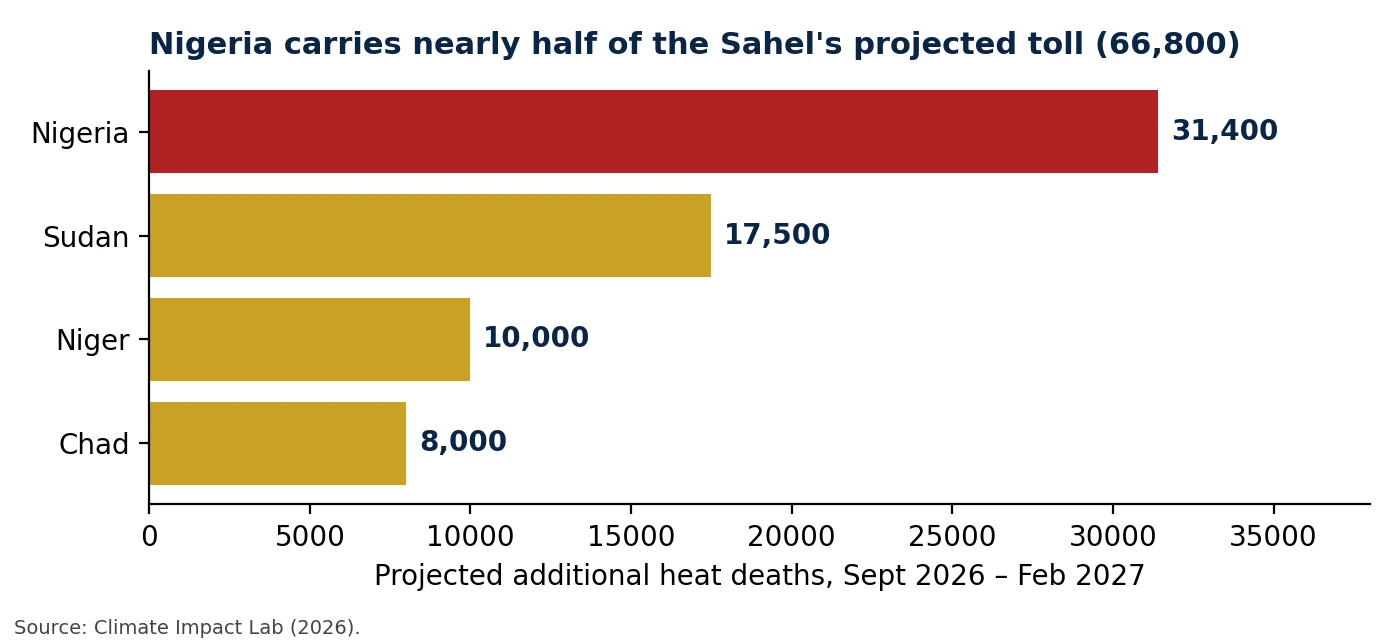 Nigeria carries nearly half of the Sahel's projected toll (66,800)
Nigeria 31,400
Sudan 17,500
Niger 10,000
Chad 8,000
0 5000 10000 15000 20000 25000 30000 35000
Projected additional heat deaths, Sept 2026 – Feb 2027
Source: Climate Impact Lab (2026).